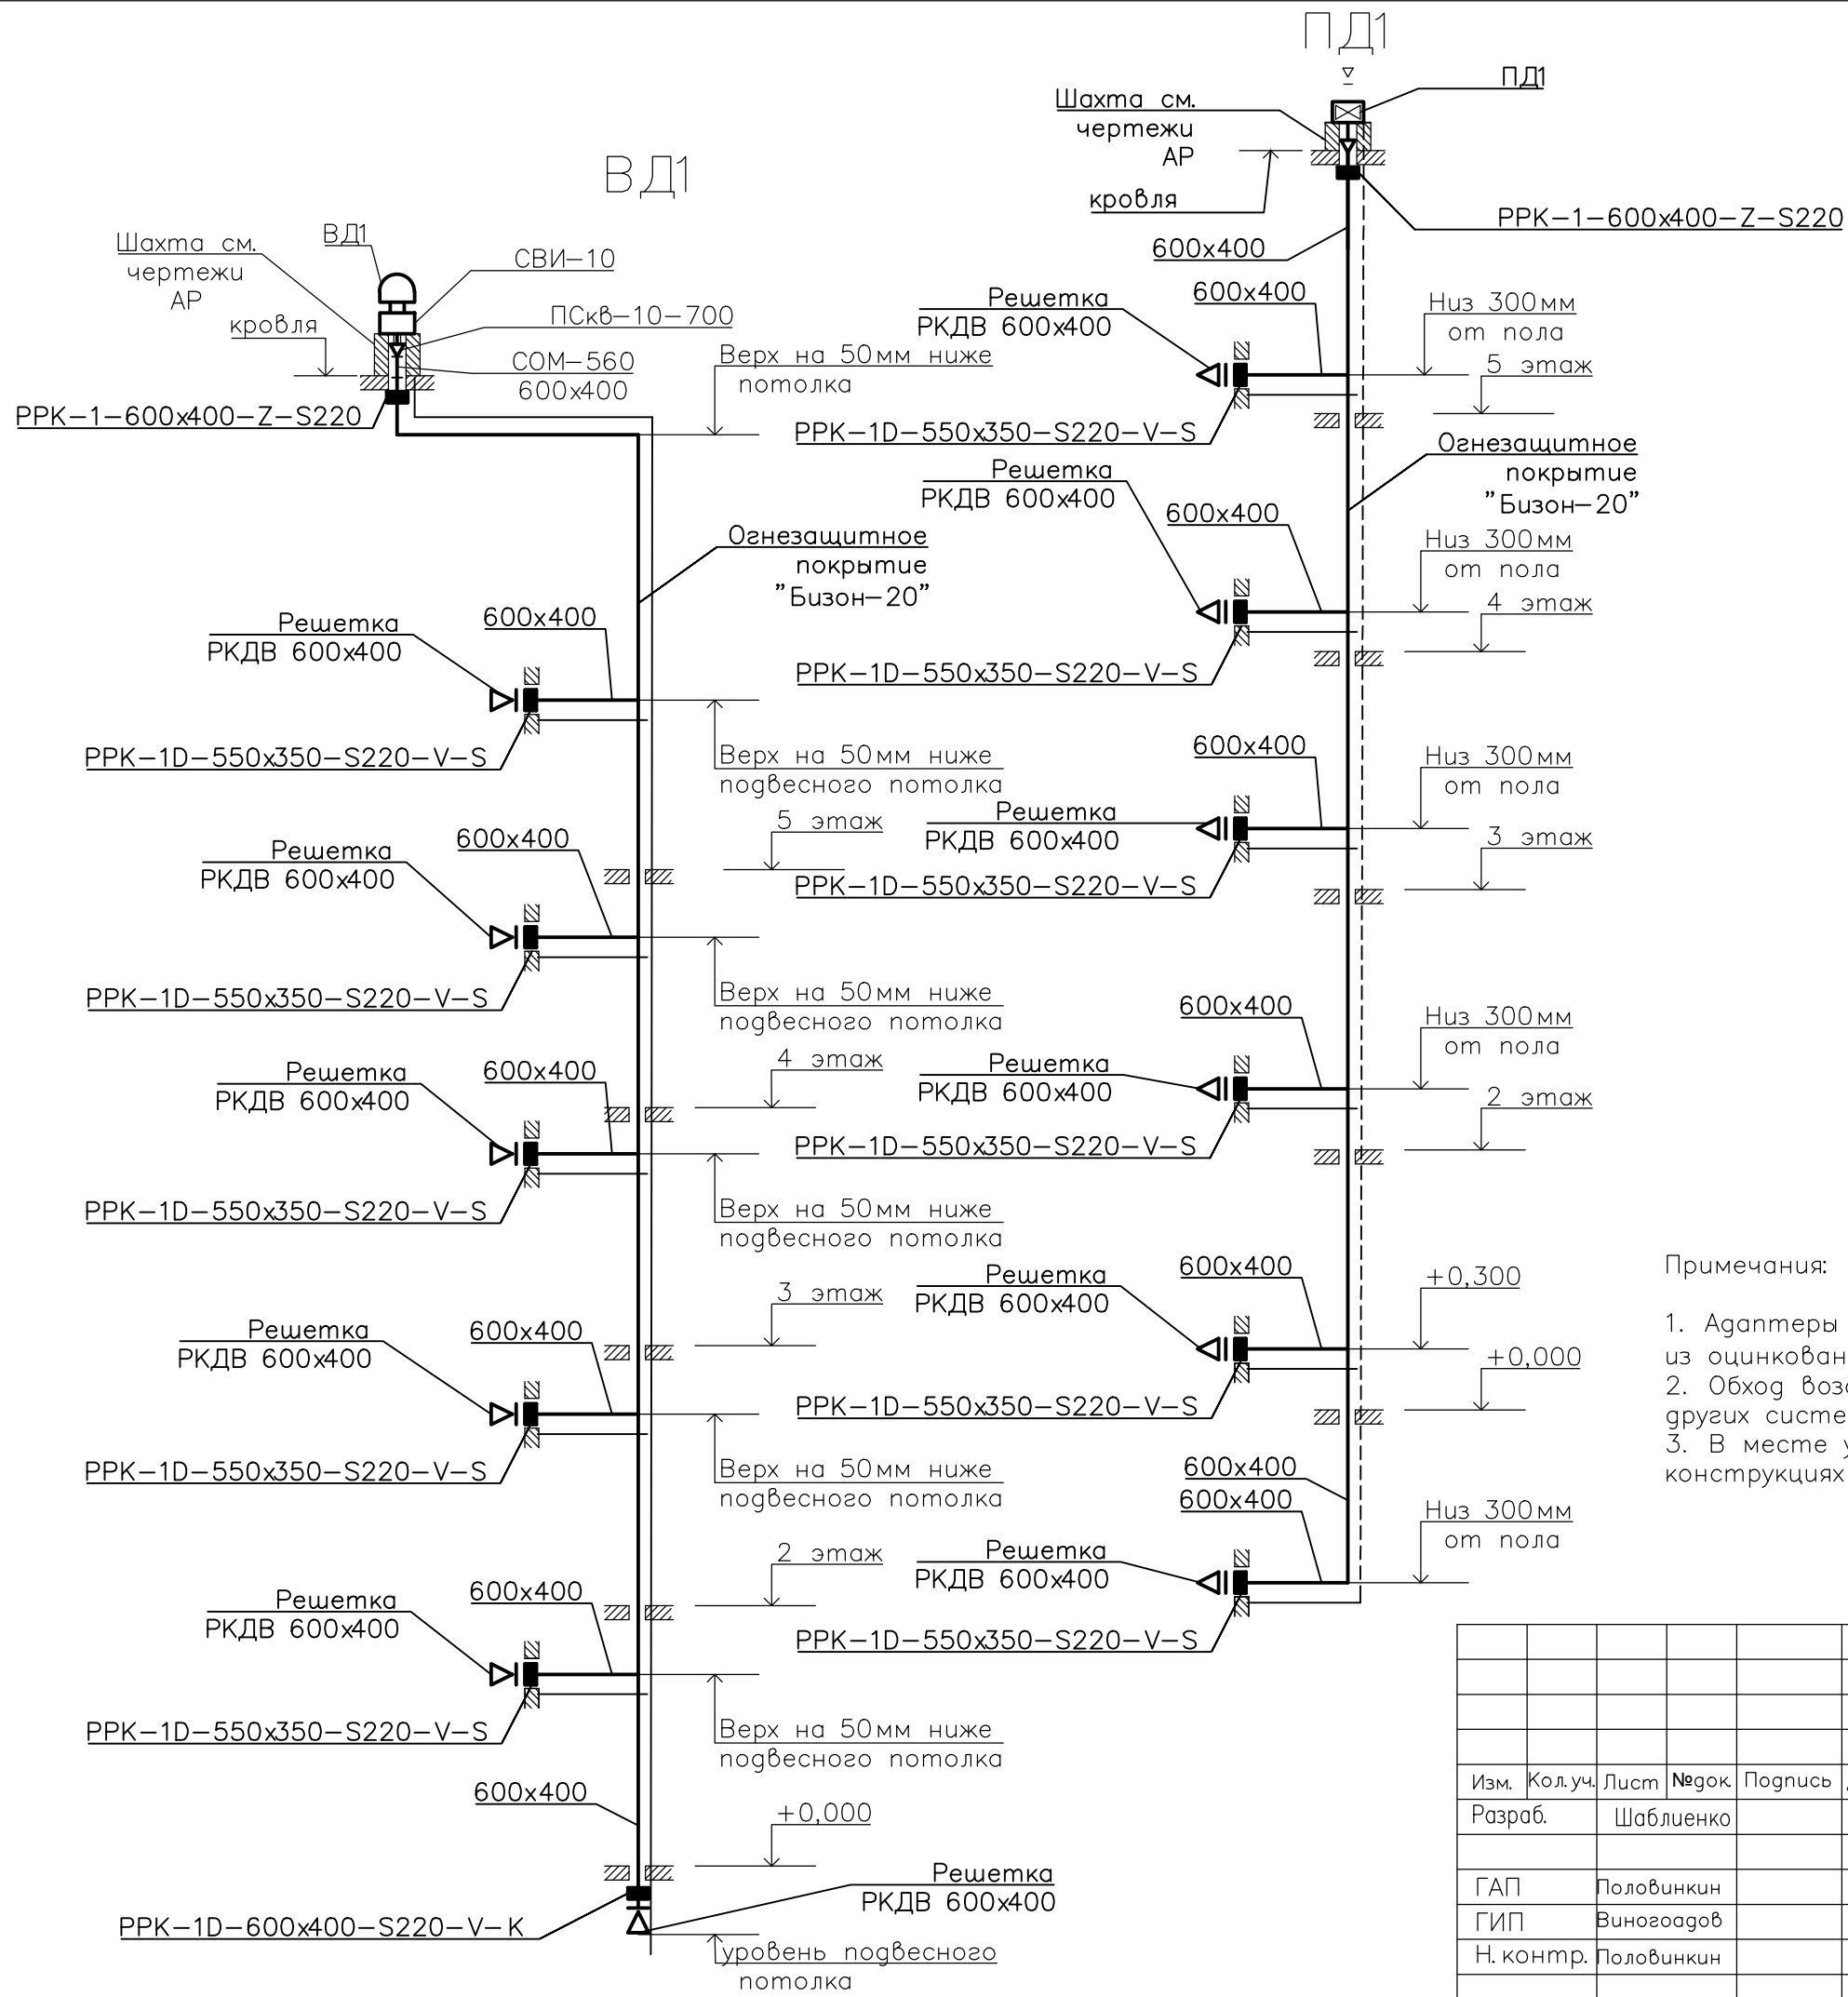 ВД1
Шахта см.
чертежи
АР
ВД1
СВИ-10
кровля
ПСкв-10-700
СОМ-560
600х400
РРК-1-600х400-Z-S220
Верх на 50мм ниже
потолка
Огнезащитное
покрытие
"Бизон-20"
Решетка
РКДВ 600х400
600х400
РРК-1D-550х350-S220-V-S
Верх на 50мм ниже
подвесного потолка
5 этаж
Решетка
РКДВ 600х400
600х400
РРК-1D-550х350-S220-V-S
Верх на 50мм ниже
подвесного потолка
4 этаж
Решетка
РКДВ 600х400
600х400
РРК-1D-550х350-S220-V-S
Верх на 50мм ниже
подвесного потолка
3 этаж
Решетка
РКДВ 600х400
600х400
РРК-1D-550х350-S220-V-S
Верх на 50мм ниже
подвесного потолка
2 этаж
Решетка
РКДВ 600х400
600х400
РРК-1D-550х350-S220-V-S
Верх на 50мм ниже
подвесного потолка
600х400
+0,000
Решетка
РКДВ 600х400
РРК-1D-600х400-S220-V-K
уровень подвесного
потолка
ПД1
ПД1
Шахта см.
чертежи
АР
кровля
РРК-1-600х400-Z-S220
600х400
Решетка
РКДВ 600х400
600х400
Низ 300мм
от пола
5 этаж
РРК-1D-550х350-S220-V-S
Огнезащитное
покрытие
"Бизон-20"
Решетка
РКДВ 600х400
600х400
Низ 300мм
от пола
4 этаж
РРК-1D-550х350-S220-V-S
600х400
Низ 300мм
от пола
Решетка
РКДВ 600х400
3 этаж
РРК-1D-550х350-S220-V-S
600х400
Низ 300мм
от пола
Решетка
РКДВ 600х400
2 этаж
РРК-1D-550х350-S220-V-S
600х400
+0,300
Решетка
РКДВ 600х400
+0,000
РРК-1D-550х350-S220-V-S
600х400
600х400
Низ 300мм
от пола
Решетка
РКДВ 600х400
РРК-1D-550х350-S220-V-S
Примечания:
1. Адаптеры
из оцинкован
2. Обход возд
других систе
3. В месте у
конструкциях
Изм. Кол.уч. Лист №док. Подпись
Разраб. Шаблиенко
ГАП Половинкин
ГИП Виногоадов
Н. контр. Половинкин